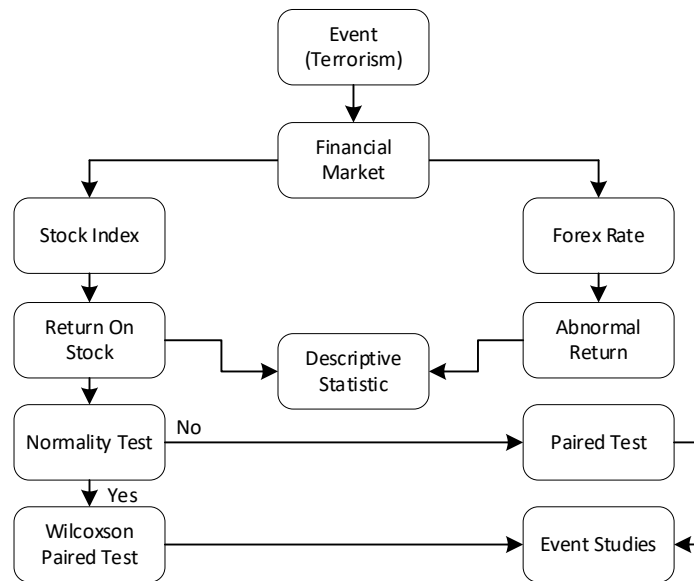 Event
(Terrorism)
Financial
Market
Stock Index
Forex Rate
Return On
Stock
Descriptive
Statistic
Abnormal
Return
Normality Test
No
Paired Test
Yes
Wilcoxson
Paired Test
Event Studies